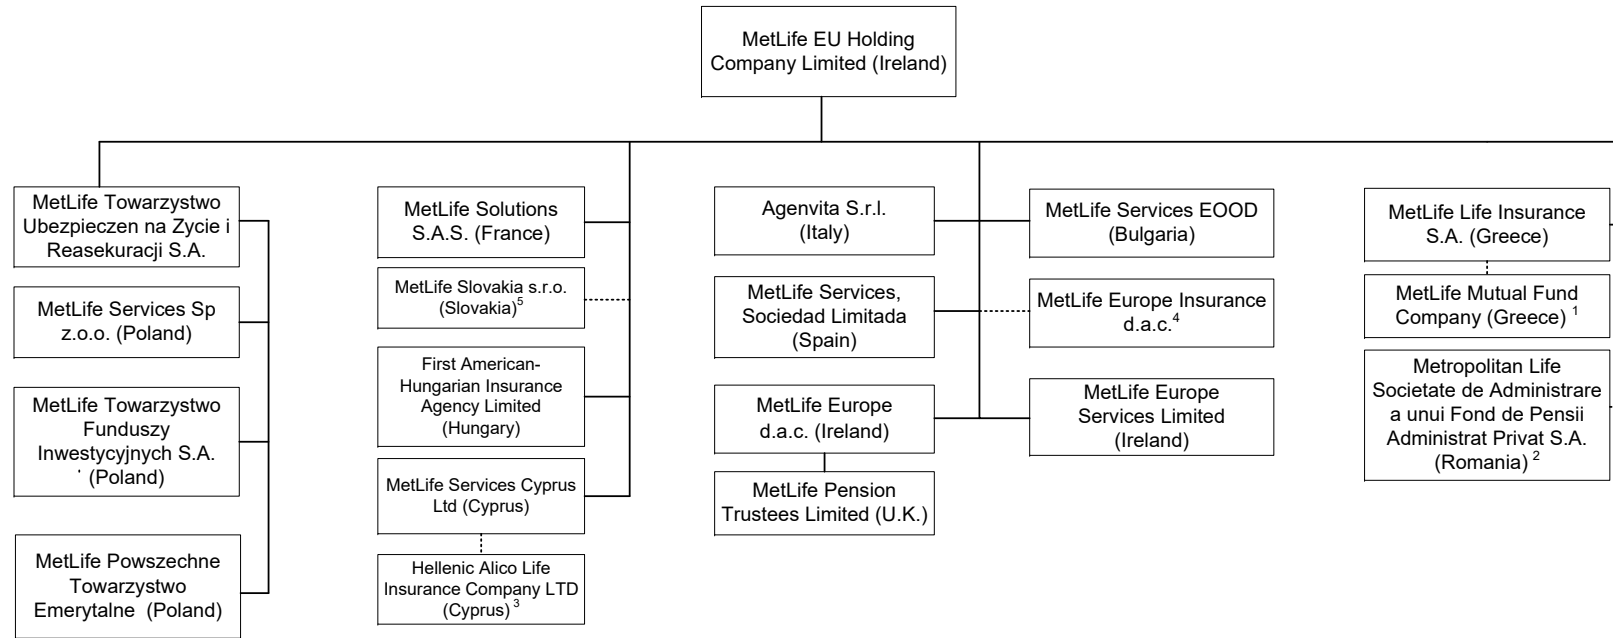 MetLife EU Holding
Company Limited (Ireland)
MetLife Towarzystwo
Ubezpieczen na Zycie i
Reasekuracji S.A.
MetLife Services Sp
z.o.o. (Poland)
MetLife Towarzystwo
Funduszy
Inwestycyjnych S.A.
' (Poland)
MetLife Powszechne
Towarzystwo
Emerytalne (Poland)
MetLife Solutions
S.A.S. (France)
MetLife Slovakia s.r.o.
(Slovakia)⁵
First American-
Hungarian Insurance
Agency Limited
(Hungary)
MetLife Services Cyprus
Ltd (Cyprus)
Hellenic Alico Life
Insurance Company LTD
(Cyprus) ³
Agenvita S.r.l.
(Italy)
MetLife Services,
Sociedad Limitada
(Spain)
MetLife Europe
d.a.c. (Ireland)
MetLife Pension
Trustees Limited (U.K.)
MetLife Services EOOD
(Bulgaria)
MetLife Europe Insurance
d.a.c.⁴
MetLife Europe
Services Limited
(Ireland)
MetLife Life Insurance
S.A. (Greece)
MetLife Mutual Fund
Company (Greece) ¹
Metropolitan Life
Societate de Administrare
a unui Fond de Pensii
Administrat Privat S.A.
(Romania) ²